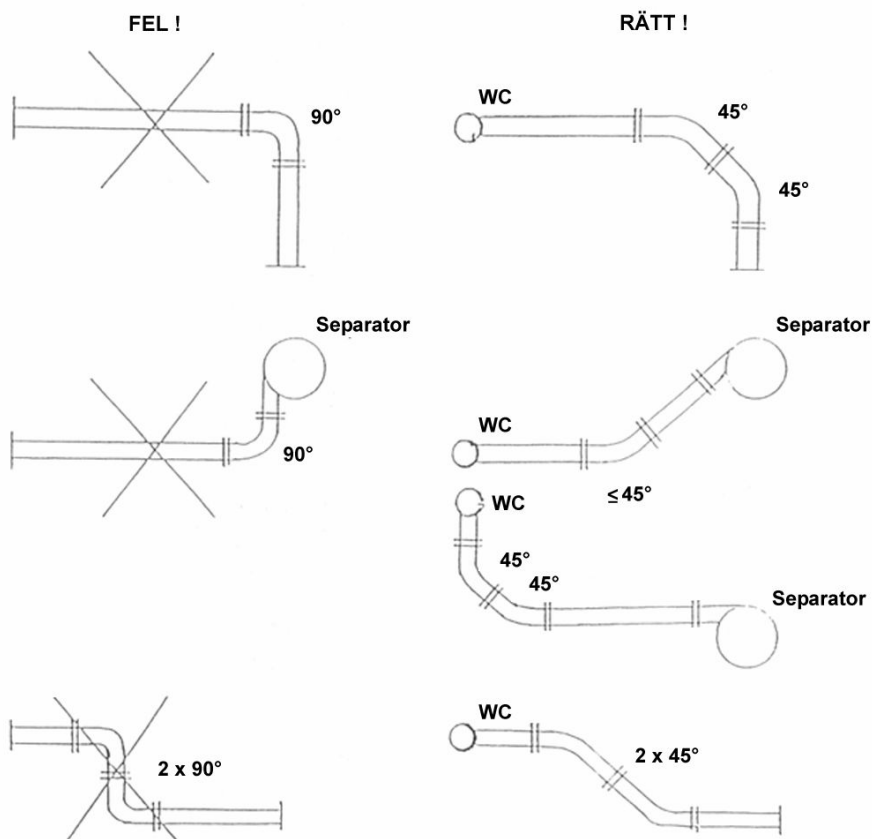 FEL !
RÄTT !
90°
WC
45°
45°
Separator
90°
Separator
WC
≤ 45°
WC
45°
45°
Separator
2 x 90°
WC
2 x 45°